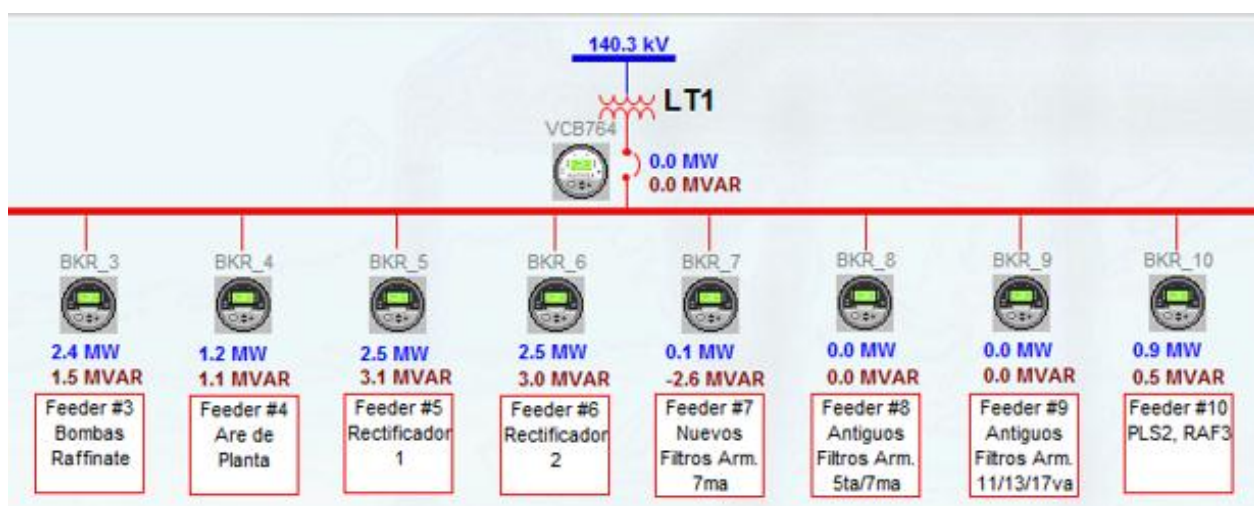 140.3 kV
LT1
VCB764
0.0 MW
0.0 MVAR
BKR_3
BKR_4
BKR_5
BKR_6
BKR_7
BKR_8
BKR_9
BKR_10
2.4 MW
1.5 MVAR
1.2 MW
1.1 MVAR
2.5 MW
3.1 MVAR
2.5 MW
3.0 MVAR
0.1 MW
-2.6 MVAR
0.0 MW
0.0 MVAR
0.0 MW
0.0 MVAR
0.9 MW
0.5 MVAR
Feeder #3
Bombas
Raffinate
Feeder #4
Are de
Planta
Feeder #5
Rectificador
1
Feeder #6
Rectificador
2
Feeder #7
Nuevos
Filtros Arm.
7ma
Feeder #8
Antiguos
Filtros Arm.
5ta/7ma
Feeder #9
Antiguos
Filtros Arm.
11/13/17va
Feeder #10
PLS2, RAF3